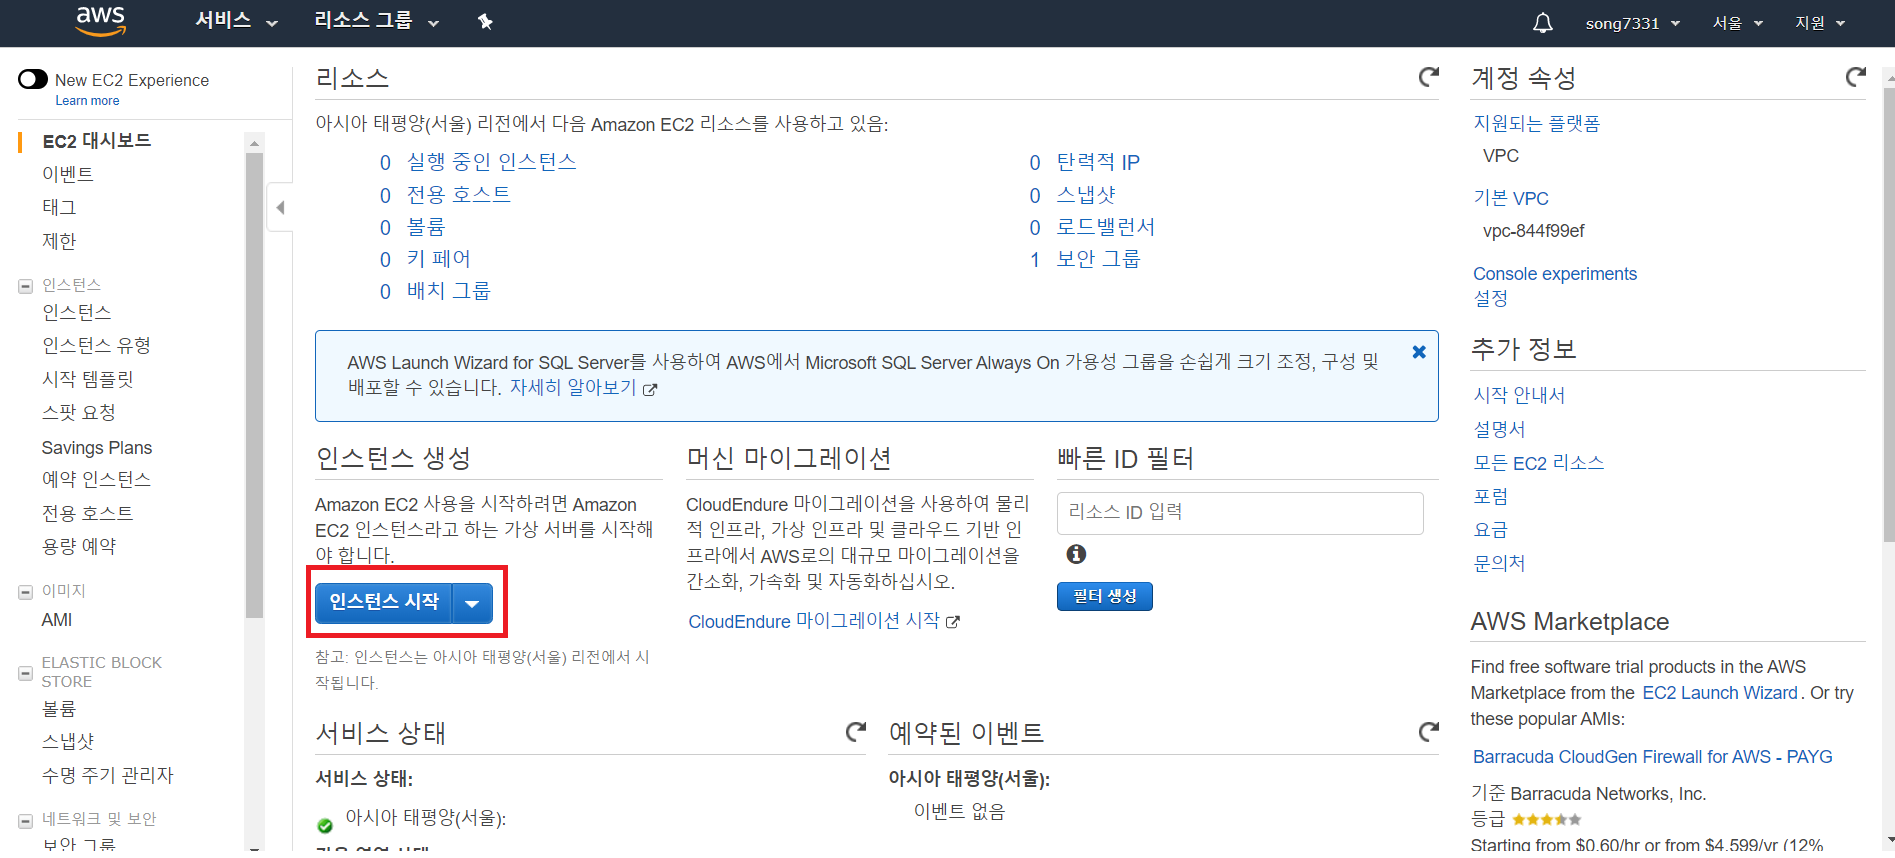 aws
서비스
리소스 그룹
song7331
서울
지원
New EC2 Experience
Learn more
EC2 대시보드
이벤트
태그
제한
인스턴스
인스턴스
인스턴스 유형
시작 템플릿
스팟 요청
Savings Plans
예약 인스턴스
전용 호스트
용량 예약
이미지
AMI
ELASTIC BLOCK
STORE
볼륨
스냅샷
수명 주기 관리자
네트워크 및 보안
보안 그룹
리소스
아시아 태평양(서울) 리전에서 다음 Amazon EC2 리소스를 사용하고 있음:
0 실행 중인 인스턴스
0 전용 호스트
0 볼륨
0 키 페어
0 배치 그룹
0 탄력적 IP
0 스냅샷
0 로드밸런서
1 보안 그룹
AWS Launch Wizard for SQL Server를 사용하여 AWS에서 Microsoft SQL Server Always On 가용성 그룹을 손쉽게 크기 조정, 구성 및
배포할 수 있습니다. 자세히 알아보기
인스턴스 생성
Amazon EC2 사용을 시작하려면 Amazon
EC2 인스턴스라고 하는 가상 서버를 시작해
야 합니다.
인스턴스 시작
참고: 인스턴스는 아시아 태평양(서울) 리전에서 시
작됩니다.
머신 마이그레이션
CloudEndure 마이그레이션을 사용하여 물리
적 인프라, 가상 인프라 및 클라우드 기반 인
프라에서 AWS로의 대규모 마이그레이션을
간소화, 가속화 및 자동화하십시오.
CloudEndure 마이그레이션 시작
빠른 ID 필터
리소스 ID 입력
필터 생성
서비스 상태
서비스 상태:
아시아 태평양(서울):
예약된 이벤트
아시아 태평양(서울):
이벤트 없음
계정 속성
지원되는 플랫폼
VPC
기본 VPC
vpc-844f99ef
Console experiments
설정
추가 정보
시작 안내서
설명서
모든 EC2 리소스
포럼
요금
문의처
AWS Marketplace
Find free software trial products in the AWS
Marketplace from the EC2 Launch Wizard. Or try
these popular AMIs:
Barracuda CloudGen Firewall for AWS - PAYG
기준 Barracuda Networks, Inc.
등급
Starting from $0.60/hr or from $4,599/yr (12%